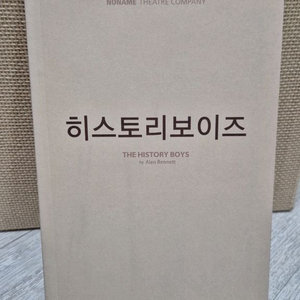 NONAME THEATRE COMPANY
히스토리보이즈
THE HISTORY BOYS
by Alan Bennett